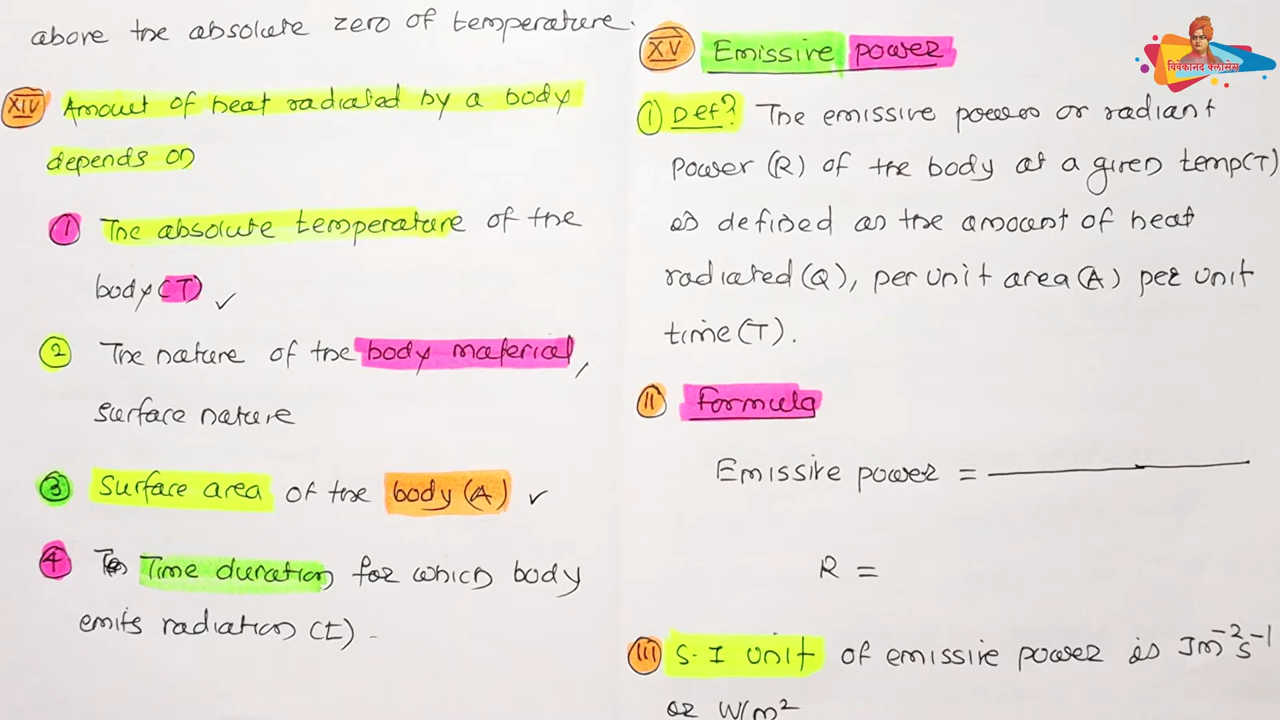 above the absolute zero of temperature.
XIV Amount of heat radiated by a body
depends on
1 The absolute temperature of the
body (T) ✓
2 The nature of the body material,
surface nature
3 Surface area of the body (A) ✓
4 Time duration for which body
emits radiation (t).
XV Emissive power
I Def? The emissive power or radiant
power (R) of the body at a given temp(T)
is defined as the amount of heat
radiated (Q), per unit area (A) per unit
time (T).
II Formula
Emissive power =
R =
III S.I unit of emissive power is Jm⁻²s⁻¹
or W/m²
विवेकानंद क्लासेस